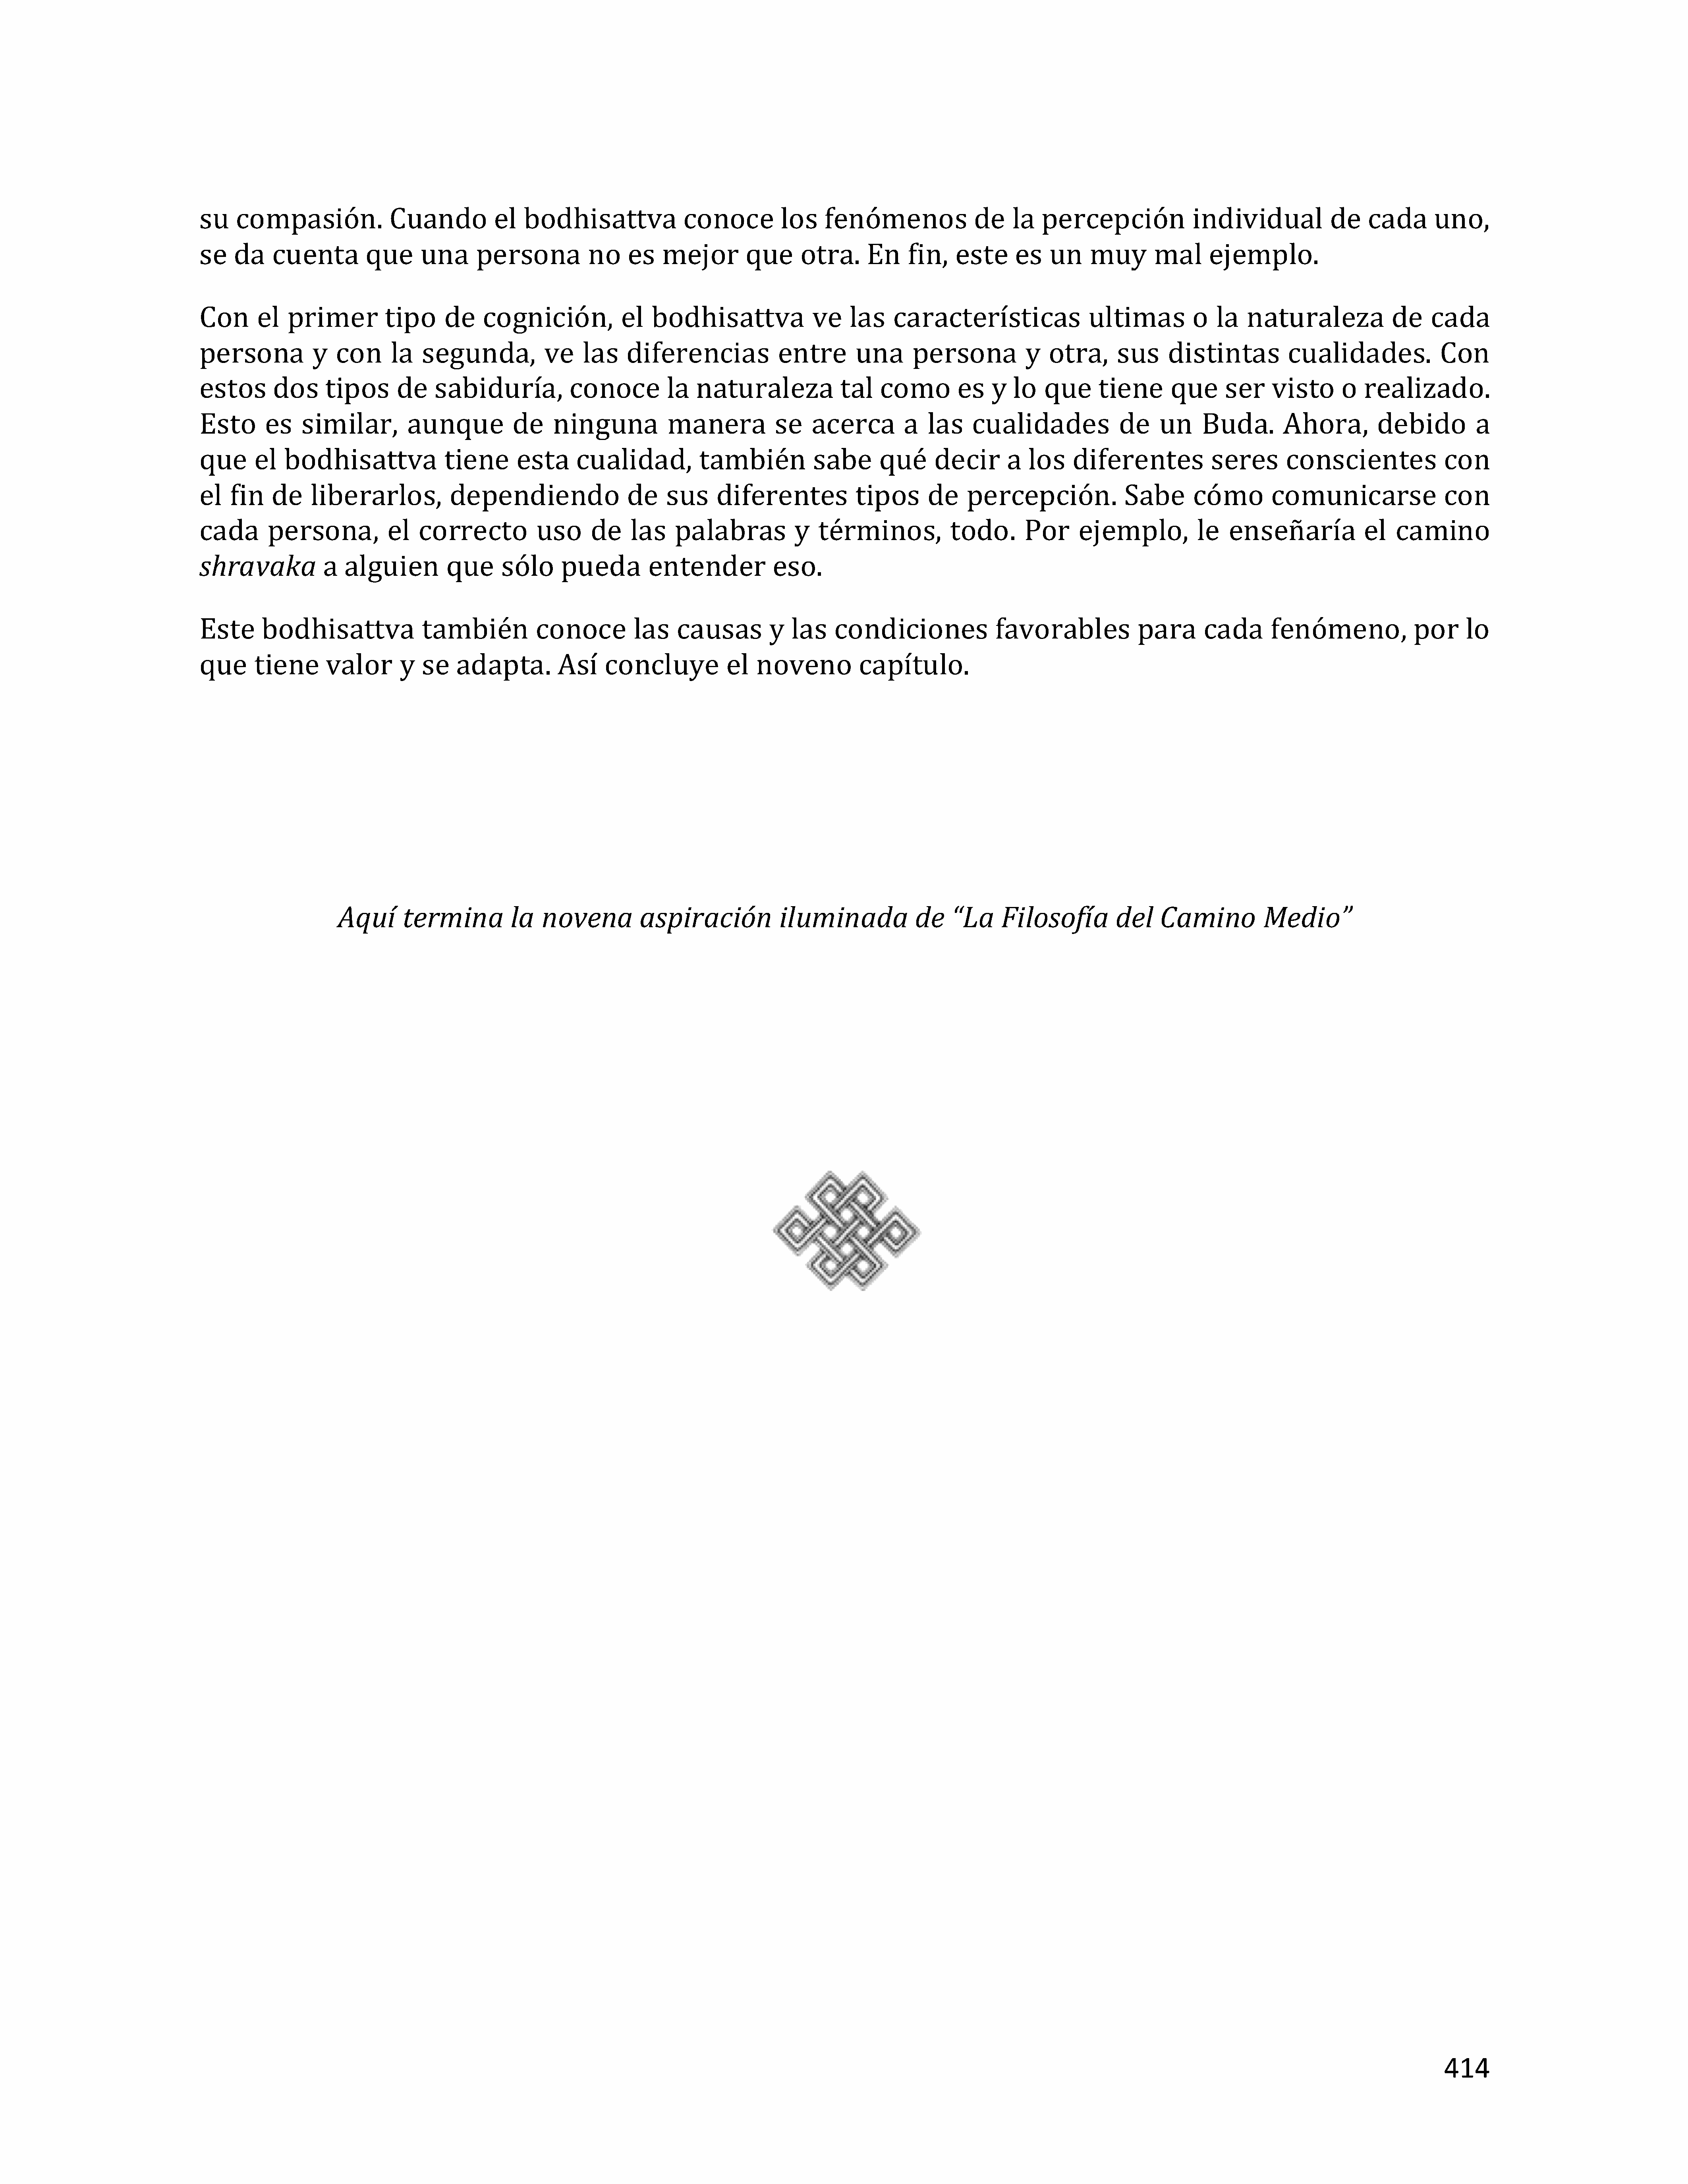 su compasión. Cuando el bodhisattva conoce los fenómenos de la percepción individual de cada uno,
se da cuenta que una persona no es mejor que otra. En fin, este es un muy mal ejemplo.
Con el primer tipo de cognición, el bodhisattva ve las características ultimas o la naturaleza de cada
persona y con la segunda, ve las diferencias entre una persona y otra, sus distintas cualidades. Con
estos dos tipos de sabiduría, conoce la naturaleza tal como es y lo que tiene que ser visto o realizado.
Esto es similar, aunque de ninguna manera se acerca a las cualidades de un Buda. Ahora, debido a
que el bodhisattva tiene esta cualidad, también sabe qué decir a los diferentes seres conscientes con
el fin de liberarlos, dependiendo de sus diferentes tipos de percepción. Sabe cómo comunicarse con
cada persona, el correcto uso de las palabras y términos, todo. Por ejemplo, le enseñaría el camino
shravaka a alguien que sólo pueda entender eso.
Este bodhisattva también conoce las causas y las condiciones favorables para cada fenómeno, por lo
que tiene valor y se adapta. Así concluye el noveno capítulo.
Aquí termina la novena aspiración iluminada de “La Filosofía del Camino Medio”
414